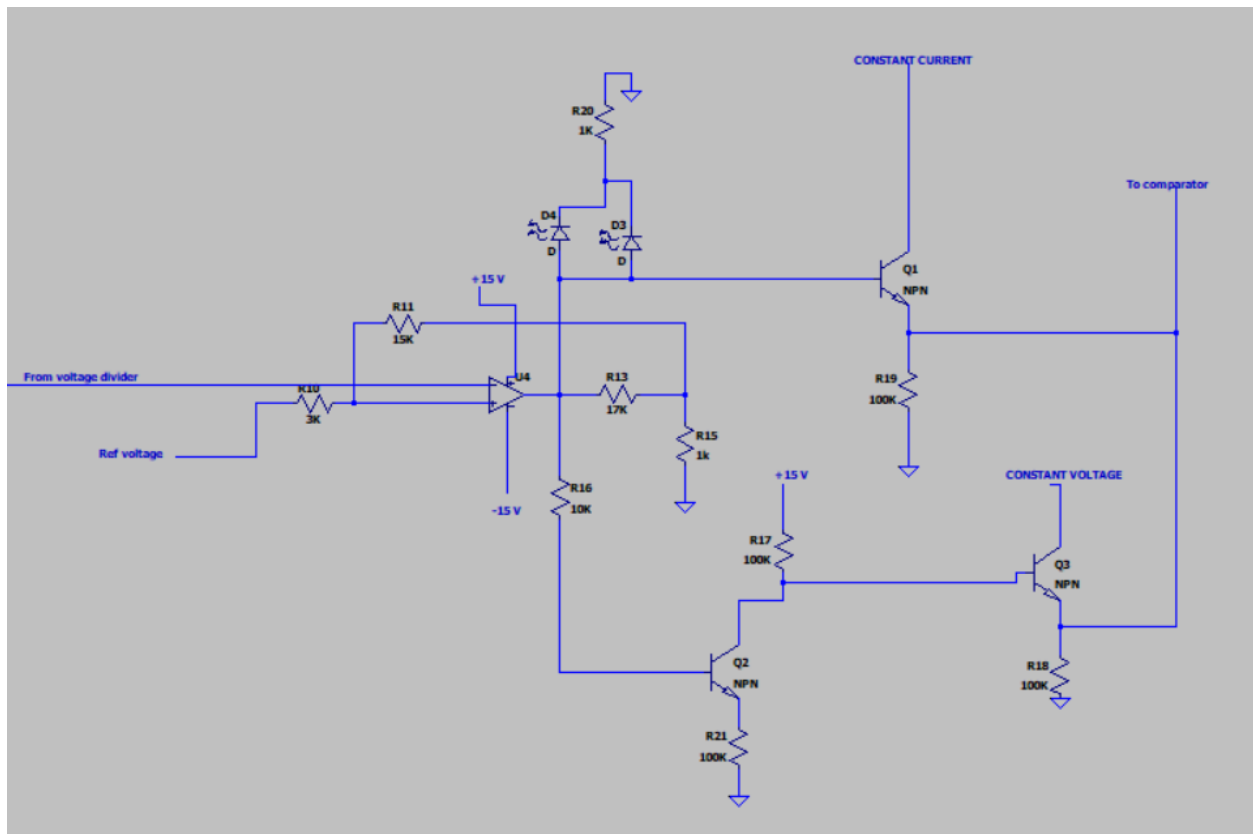 CONSTANT CURRENT
R20
1K
To comparator
D4
D3
D
D
Q1
NPN
+15 V
R11
15K
U4
From voltage divider
R10
3K
R13
17K
R19
100K
R15
1k
Ref voltage
-15 V
R16
10K
+15 V
CONSTANT VOLTAGE
R17
100K
Q3
NPN
Q2
NPN
R18
100K
R21
100K